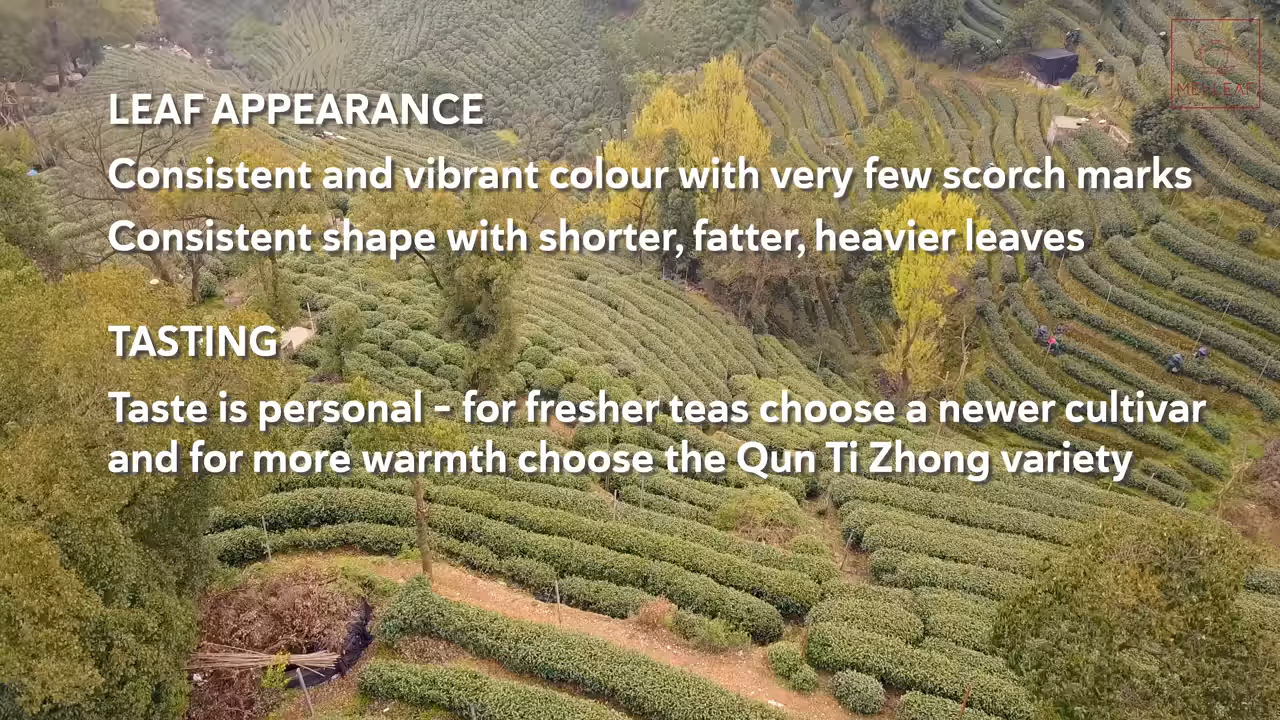 MEI LEAF
LEAF APPEARANCE
Consistent and vibrant colour with very few scorch marks
Consistent shape with shorter, fatter, heavier leaves
TASTING
Taste is personal – for fresher teas choose a newer cultivar
and for more warmth choose the Qun Ti Zhong variety